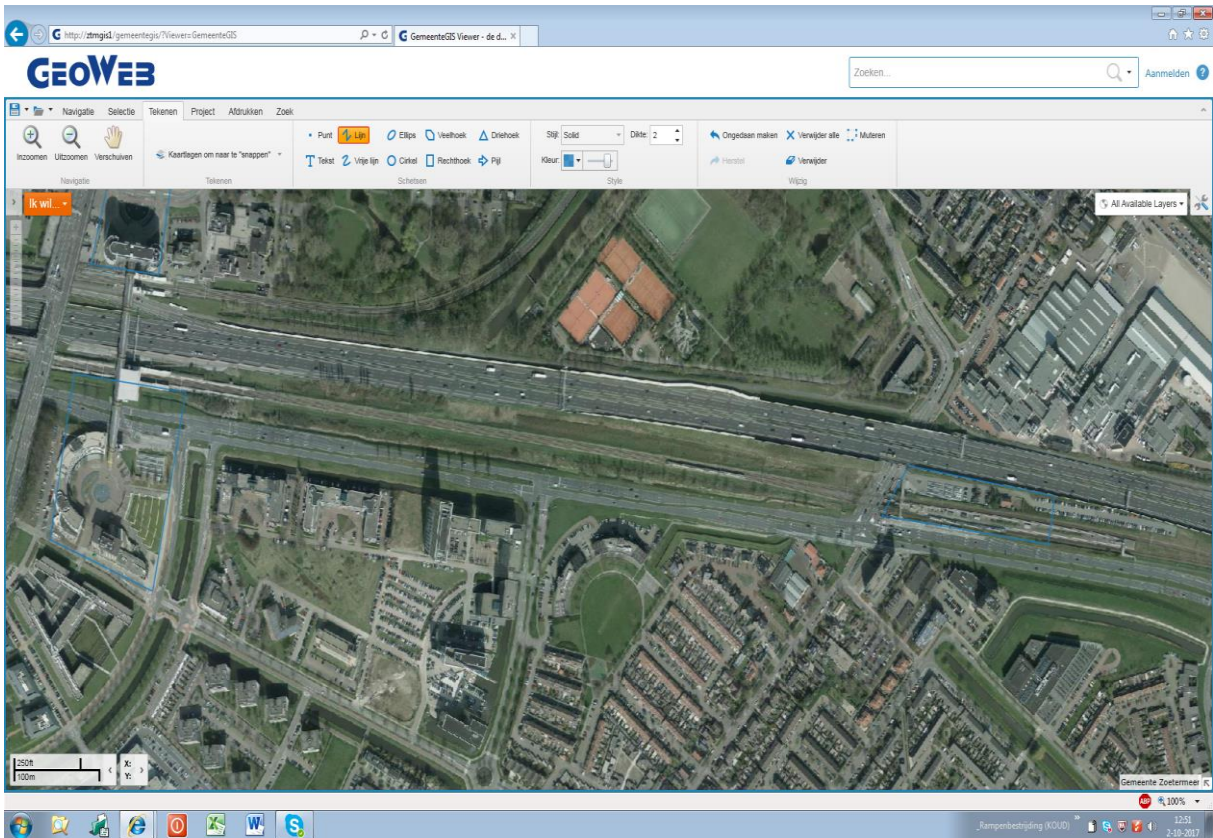 http://ztmgis1/gemeentegis/?Viewer=GemeenteGIS
GemeenteGIS Viewer - de d...
GEOWEB
Zoeken...
Aanmelden
Navigatie Selectie Tekenen Project Afdrukken Zoek
Inzoomen Uitzoomen Verschuiven
Kaartlagen om naar te "snappen"
Punt Lijn Ellips Veelhoek Driehoek
Tekst Vrije lijn Cirkel Rechthoek Pijl
Stijl: Solid Dikte: 2
Kleur:
Ongedaan maken Verwijder alle Muteren
Herstel Verwijder
Navigatie Tekenen Schetsen Style Wijzig
Ik wil...
All Available Layers
250ft
100m
X:
Y:
Gemeente Zoetermeer
ABP 100%
_Rampenbestrijding (KOUD)
12:51
2-10-2017